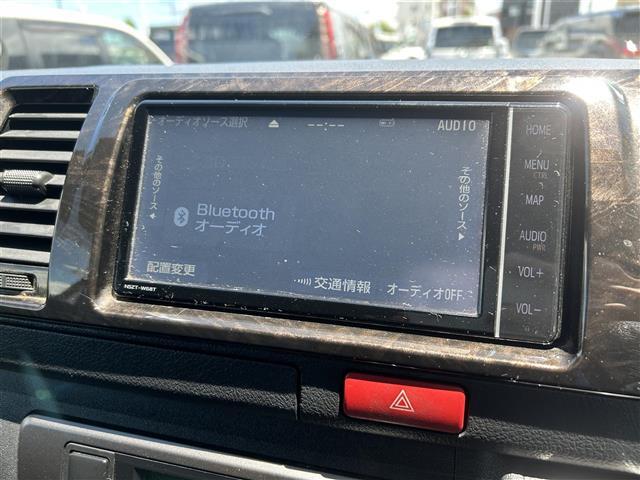 オーディオソース選択
--:--
AUDIO
その他のソース
その他のソース
Bluetooth
オーディオ
配置変更
交通情報
オーディオOFF
NSZT-W68T
HOME
MENU
CTRL
MAP
AUDIO
PWR
VOL+
VOL-